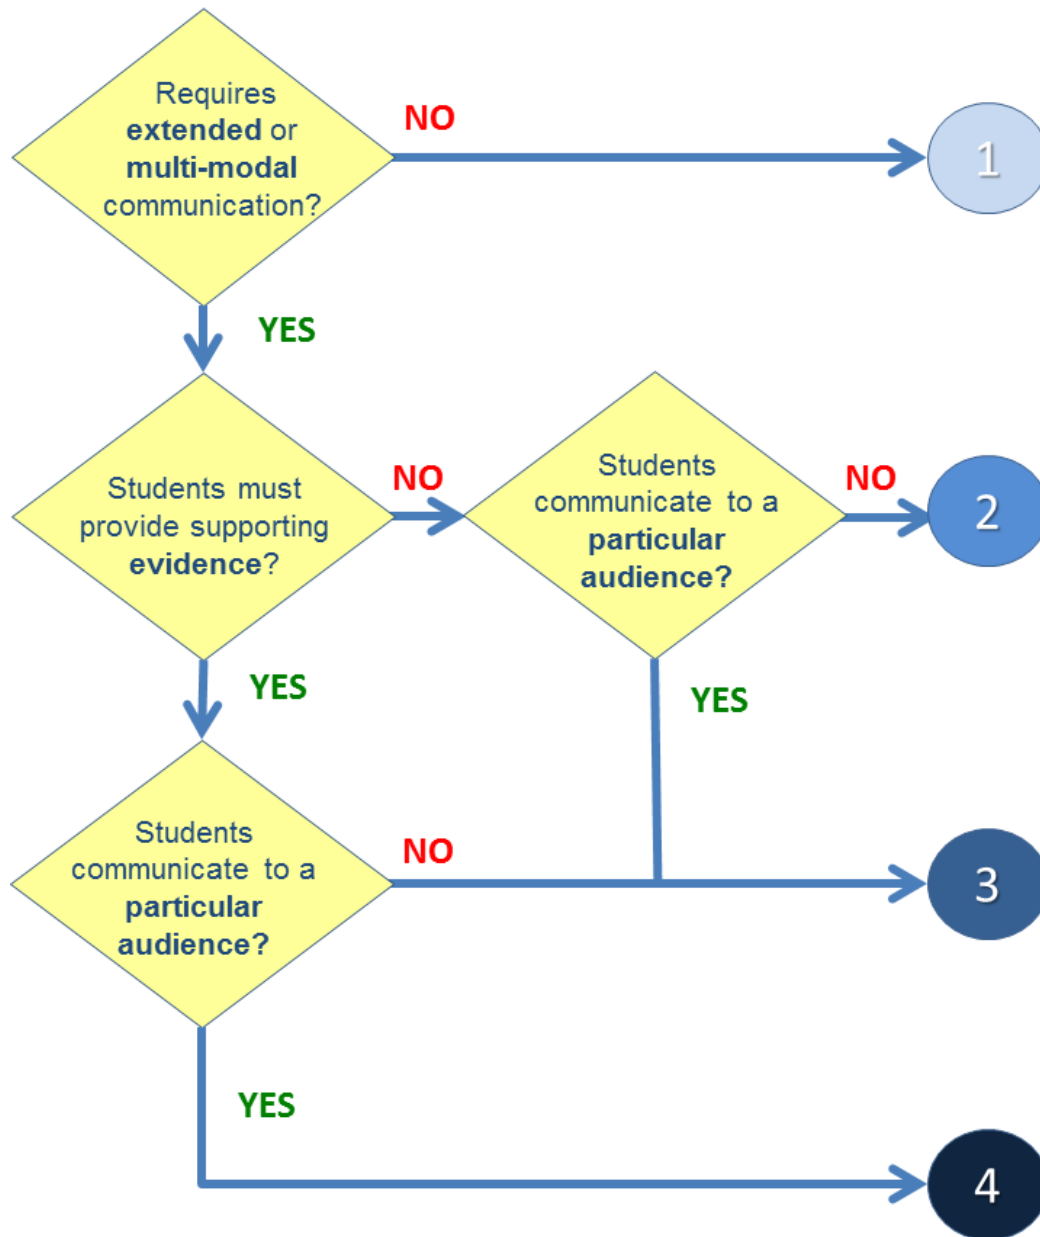 Requires
extended or
multi-modal
communication?
NO
1
YES
Students must
provide supporting
evidence?
NO
Students
communicate to a
particular
audience?
NO
2
YES
YES
Students
communicate to a
particular
audience?
NO
3
YES
4